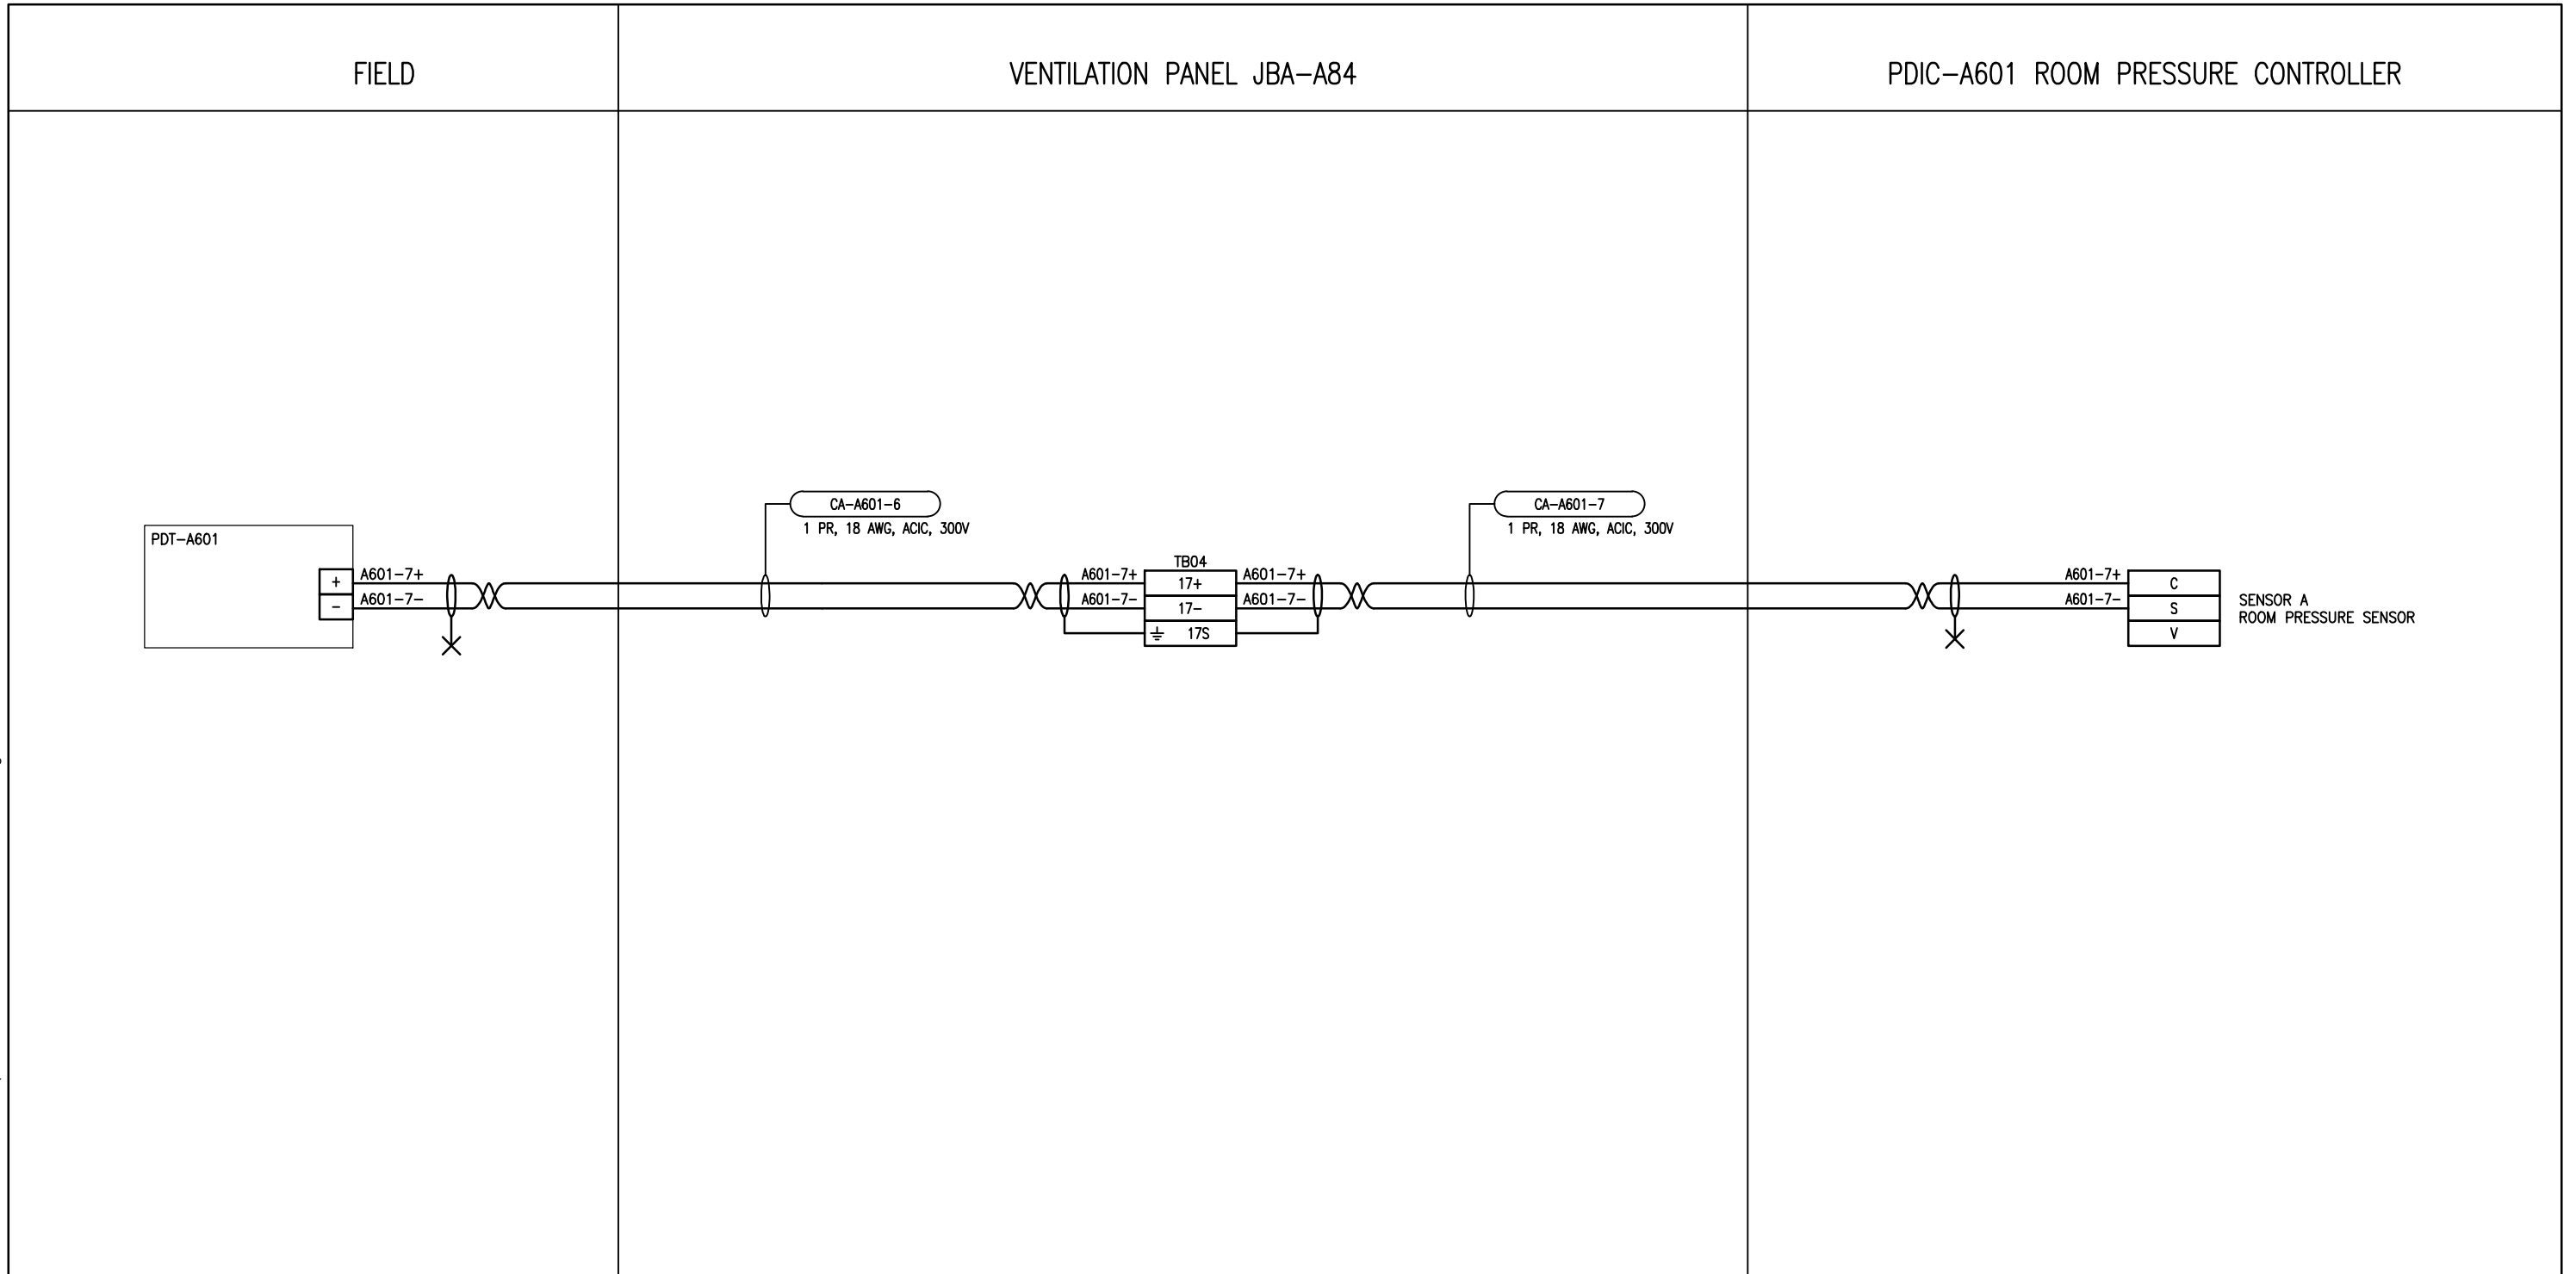 FIELD
VENTILATION PANEL JBA-A84
PDIC-A601 ROOM PRESSURE CONTROLLER
CA-A601-6
1 PR, 18 AWG, ACIC, 300V
CA-A601-7
1 PR, 18 AWG, ACIC, 300V
PDT-A601
+
-
A601-7+
A601-7-
TB04
A601-7+
A601-7-
17+
17-
17S
A601-7+
A601-7-
A601-7+
A601-7-
C
S
V
SENSOR A
ROOM PRESSURE SENSOR